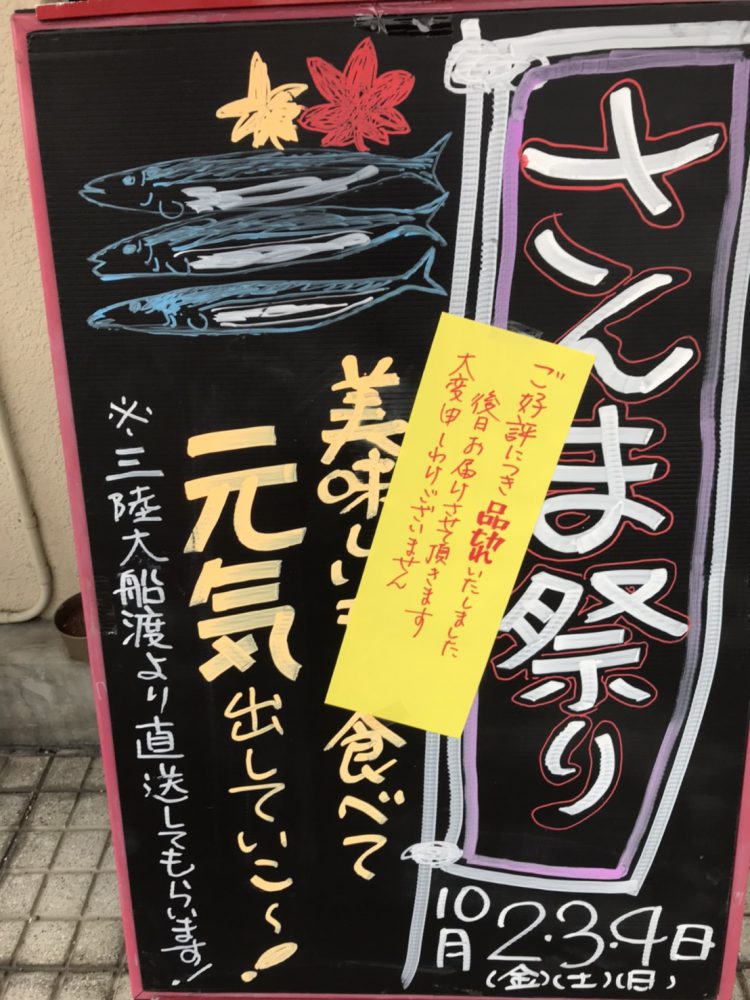 さんま祭り
10月2・3・4日
(金)(土)(日)
ご好評につき品切れいたしました
後日お届けさせて頂きます
大変申しわけございません
美味しい
食べて
元気出していこ〜!
※三陸大船渡より直送してもらいます!